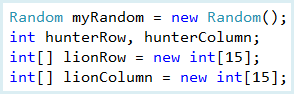 Random myRandom = new Random();
int hunterRow, hunterColumn;
int[] lionRow = new int[15];
int[] lionColumn = new int[15];